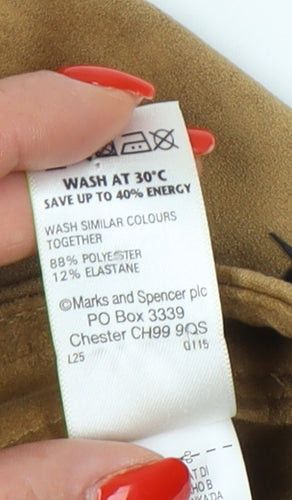 WASH AT 30°C
SAVE UP TO 40% ENERGY
WASH SIMILAR COLOURS
TOGETHER
88% POLYESTER
12% ELASTANE
©Marks and Spencer plc
PO Box 3339
Chester CH99 9QS
L25 0115